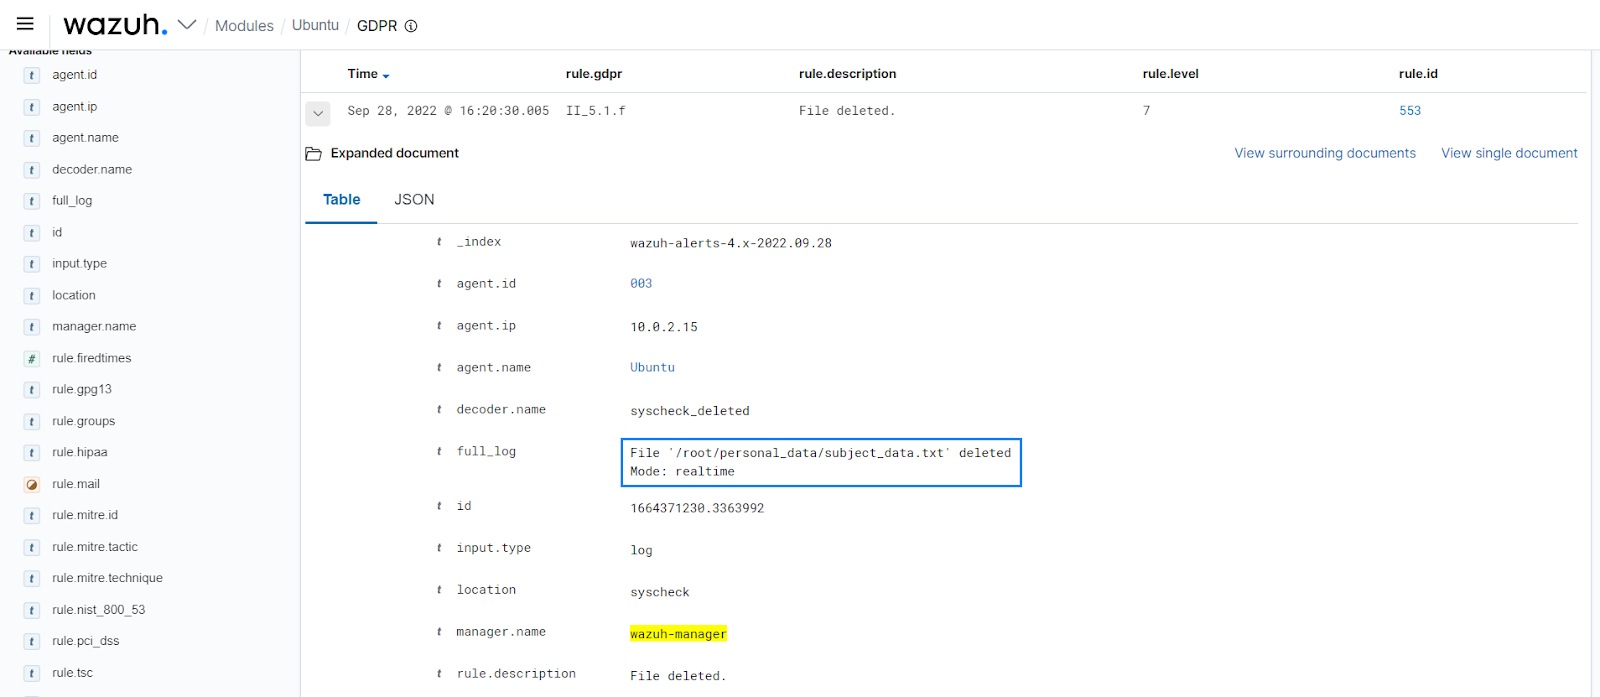 wazuh. / Modules / Ubuntu / GDPR
Available fields
t agent.id
t agent.ip
t agent.name
t decoder.name
t full_log
t id
t input.type
t location
t manager.name
# rule.firedtimes
t rule.gpg13
t rule.groups
t rule.hipaa
rule.mail
t rule.mitre.id
t rule.mitre.tactic
t rule.mitre.technique
t rule.nist_800_53
t rule.pci_dss
t rule.tsc
Time rule.gdpr rule.description rule.level rule.id
Sep 28, 2022 @ 16:20:30.005 II_5.1.f File deleted. 7 553
Expanded document View surrounding documents View single document
Table JSON
t _index wazuh-alerts-4.x-2022.09.28
t agent.id 003
t agent.ip 10.0.2.15
t agent.name Ubuntu
t decoder.name syscheck_deleted
t full_log File '/root/personal_data/subject_data.txt' deleted
Mode: realtime
t id 1664371230.3363992
t input.type log
t location syscheck
t manager.name wazuh-manager
t rule.description File deleted.